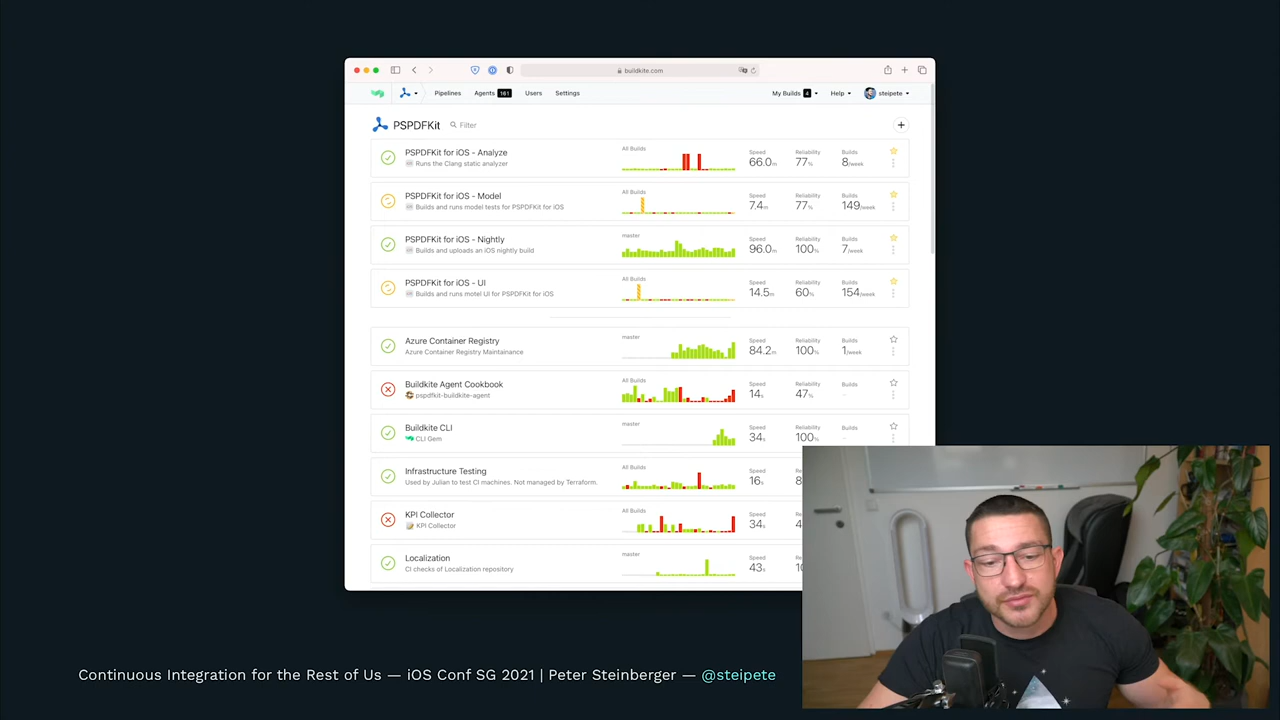 buildkite.com
Pipelines Agents 161 Users Settings My Builds 4 Help steipete
PSPDFKit Filter
PSPDFKit for iOS - Analyze
Runs the Clang static analyzer
All Builds
Speed Reliability Builds
66.0m 77% 8/week
PSPDFKit for iOS - Model
Builds and runs model tests for PSPDFKit for iOS
All Builds
Speed Reliability Builds
7.4m 77% 149/week
PSPDFKit for iOS - Nightly
Builds and uploads an iOS nightly build
master
Speed Reliability Builds
96.0m 100% 7/week
PSPDFKit for iOS - UI
Builds and runs motel UI for PSPDFKit for iOS
All Builds
Speed Reliability Builds
14.5m 60% 154/week
Azure Container Registry
Azure Container Registry Maintainance
master
Speed Reliability Builds
84.2m 100% 1/week
Buildkite Agent Cookbook
pspdfkit-buildkite-agent
All Builds
Speed Reliability Builds
14s 47% –
Buildkite CLI
CLI Gem
master
Speed Reliability Builds
34s 100% –
Infrastructure Testing
Used by Julian to test CI machines. Not managed by Terraform.
All Builds
Speed
16s 8
KPI Collector
KPI Collector
All Builds
Speed
34s 4
Localization
CI checks of Localization repository
master
Speed
43s 10
Continuous Integration for the Rest of Us — iOS Conf SG 2021 | Peter Steinberger — @steipete